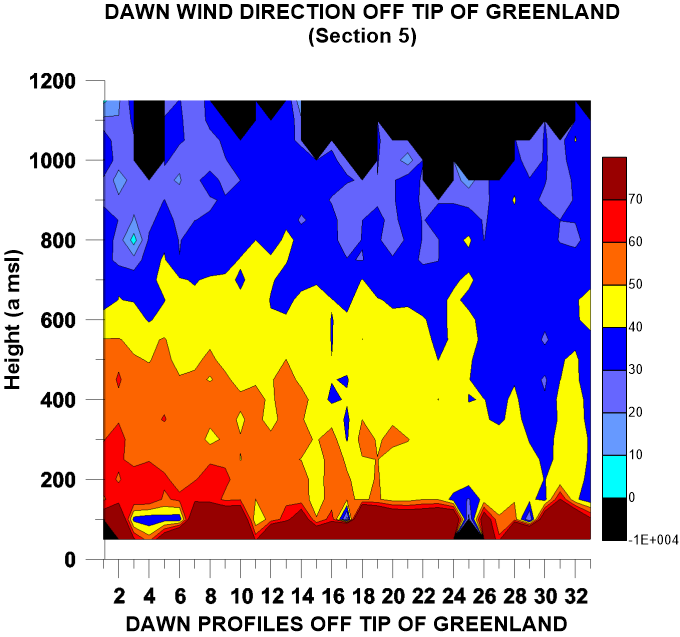 DAWN WIND DIRECTION OFF TIP OF GREENLAND
(Section 5)
Height (a msl)
1200
1000
800
600
400
200
0
2 4 6 8 10 12 14 16 18 20 22 24 26 28 30 32
DAWN PROFILES OFF TIP OF GREENLAND
70
60
50
40
30
20
10
0
-1E+004